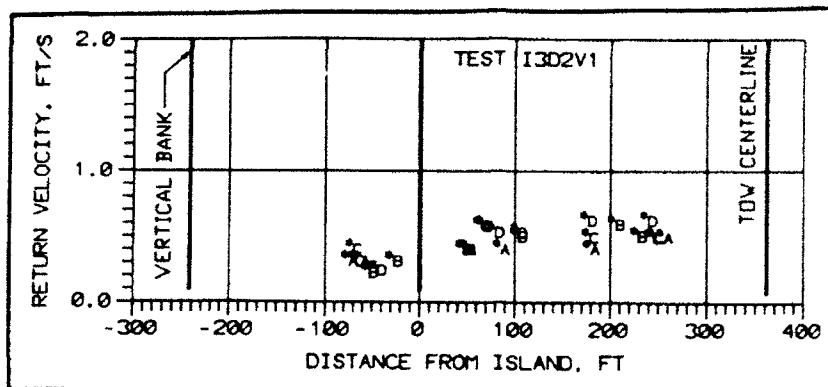 2.0
TEST I3D2V1
RETURN VELOCITY, FT/S
VERTICAL BANK
TOW CENTERLINE
1.0
D
B
D
D
B
C
B
A
C
A
B
C
A
A
B
B
D
0.0
-300
-200
-100
0
100
200
300
400
DISTANCE FROM ISLAND, FT